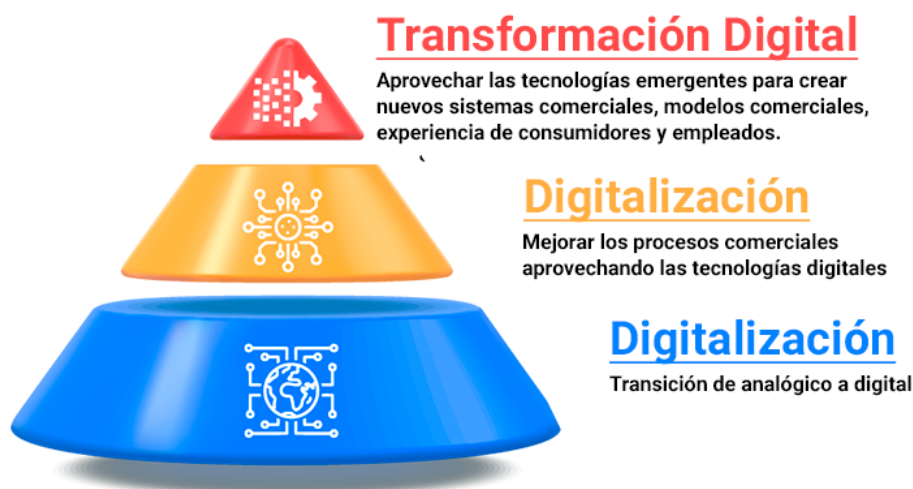 Transformación Digital
Aprovechar las tecnologías emergentes para crear
nuevos sistemas comerciales, modelos comerciales,
experiencia de consumidores y empleados.
Digitalización
Mejorar los procesos comerciales
aprovechando las tecnologías digitales
Digitalización
Transición de analógico a digital